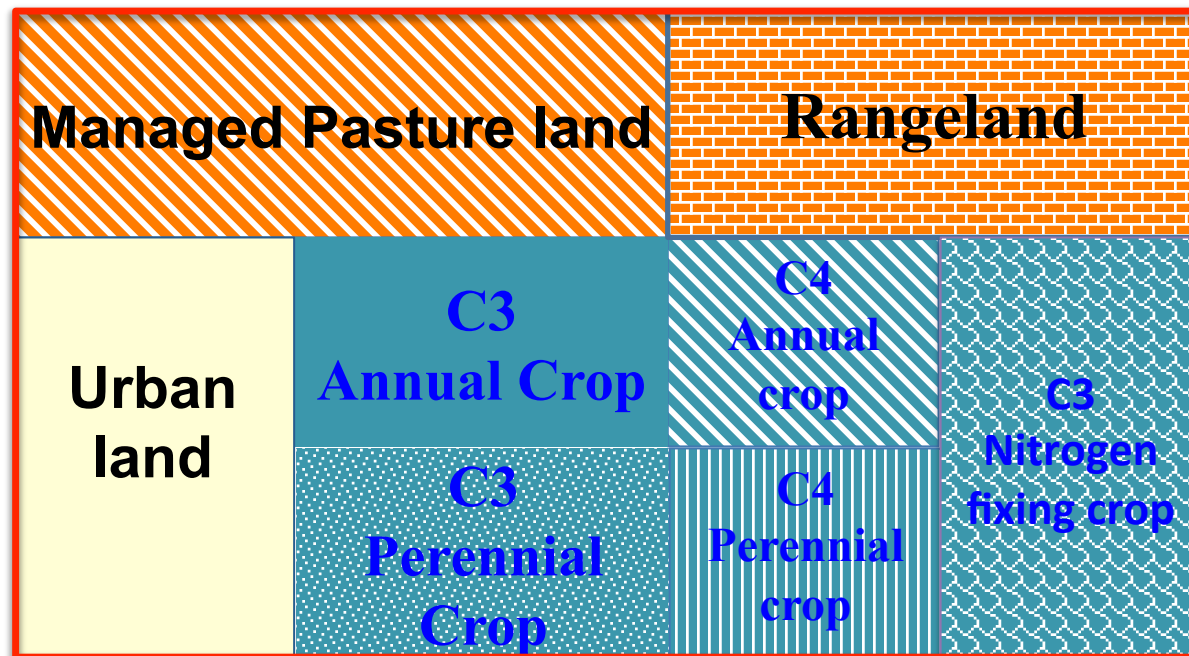 Managed Pasture land
Rangeland
Urban
land
C3
Annual Crop
C3
Perennial
Crop
C4
Annual
crop
C4
Perennial
crop
C3
Nitrogen
fixing crop